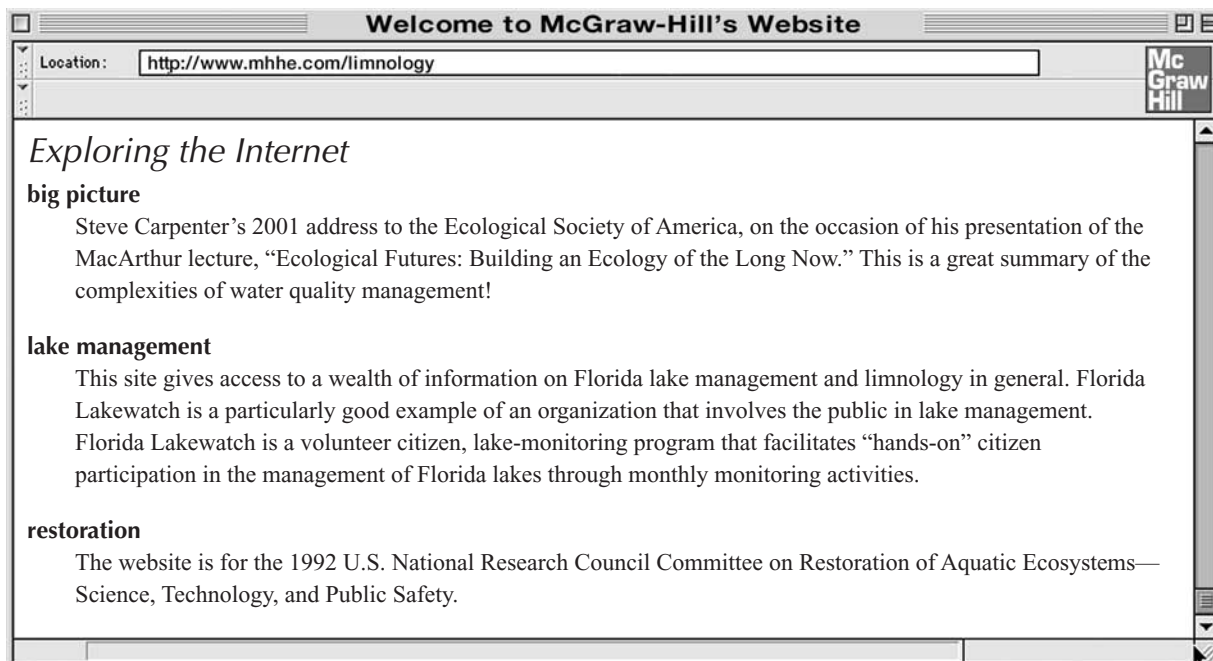 Welcome to McGraw-Hill's Website
Location: http://www.mhhe.com/limnology
Mc
Graw
Hill
Exploring the Internet
big picture
Steve Carpenter’s 2001 address to the Ecological Society of America, on the occasion of his presentation of the
MacArthur lecture, “Ecological Futures: Building an Ecology of the Long Now.” This is a great summary of the
complexities of water quality management!
lake management
This site gives access to a wealth of information on Florida lake management and limnology in general. Florida
Lakewatch is a particularly good example of an organization that involves the public in lake management.
Florida Lakewatch is a volunteer citizen, lake-monitoring program that facilitates “hands-on” citizen
participation in the management of Florida lakes through monthly monitoring activities.
restoration
The website is for the 1992 U.S. National Research Council Committee on Restoration of Aquatic Ecosystems—
Science, Technology, and Public Safety.